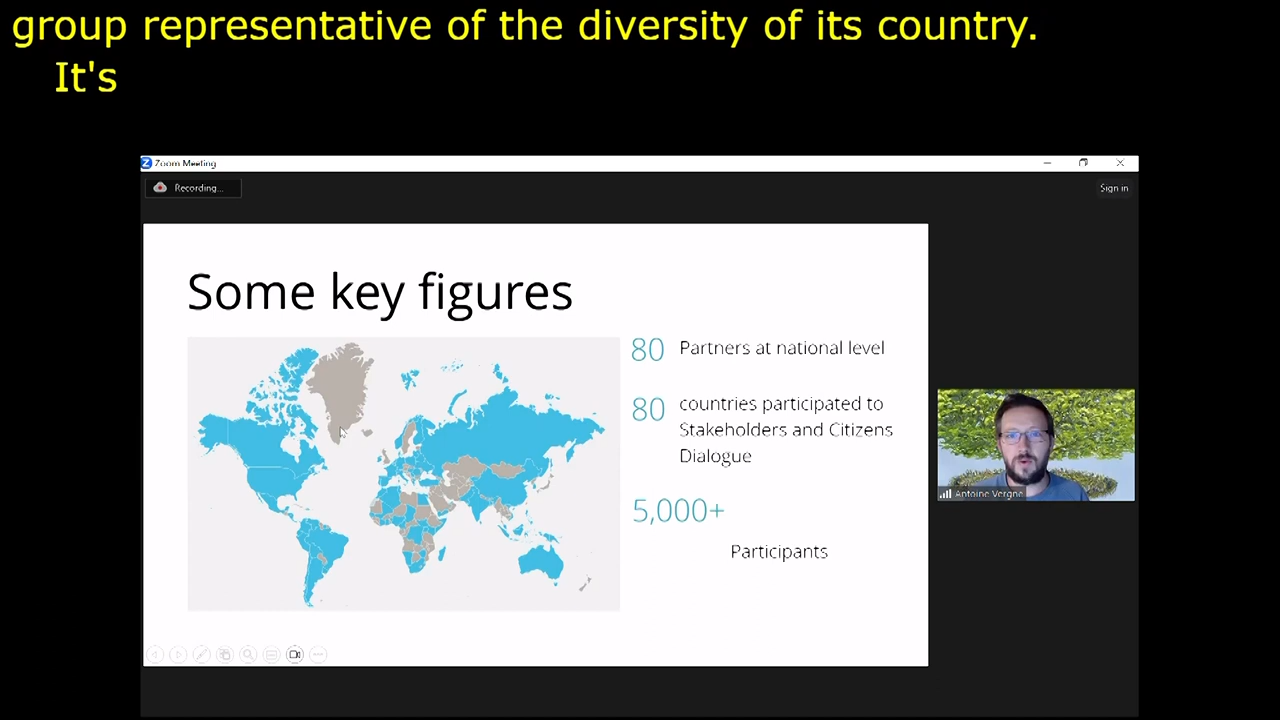 group representative of the diversity of its country.
It's
Zoom Meeting
Recording...
Sign in
Some key figures
80 Partners at national level
80 countries participated to
Stakeholders and Citizens
Dialogue
5,000+
Participants
Antoine Vergne